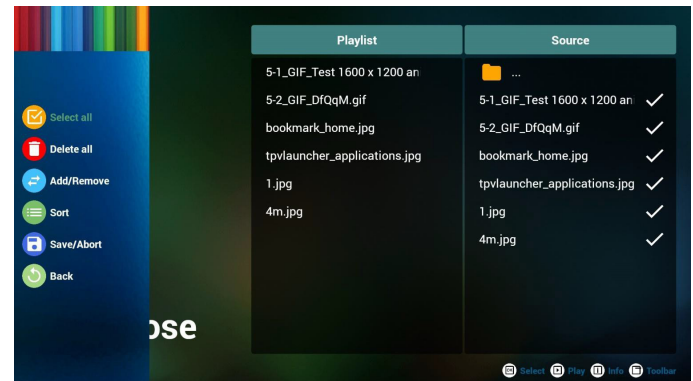 Playlist
Source
Select all
Delete all
Add/Remove
Sort
Save/Abort
Back
5-1_GIF_Test 1600 x 1200 an
5-2_GIF_DfQqM.gif
bookmark_home.jpg
tpvlauncher_applications.jpg
1.jpg
4m.jpg
...
5-1_GIF_Test 1600 x 1200 an
5-2_GIF_DfQqM.gif
bookmark_home.jpg
tpvlauncher_applications.jpg
1.jpg
4m.jpg
ose
Select
Play
Info
Toolbar